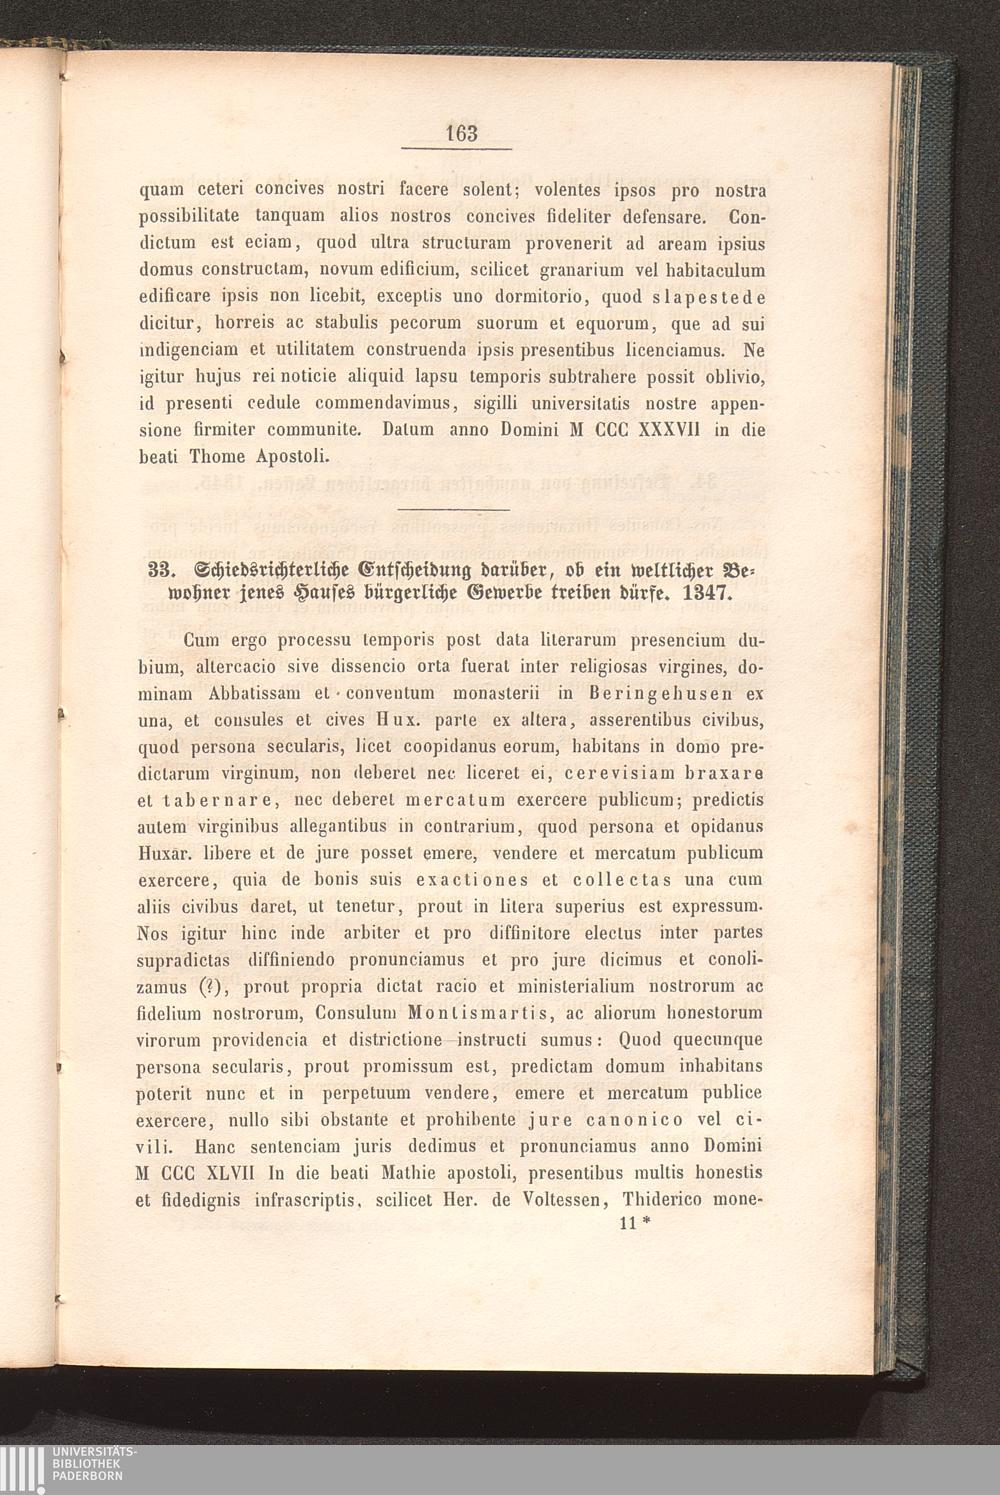 163
quam ceteri concives nostri facere solent; volentes ipsos pro nostra
possibilitate tanquam alios nostros concives fideliter defensare. Con-
dictum est eciam, quod ultra structuram provenerit ad aream ipsius
domus constructam, novum edificium, scilicet granarium vel habitaculum
edificare ipsis non licebit, exceptis uno dormitorio, quod slapestede
dicitur, horreis ac stabulis pecorum suorum et equorum, que ad sui
indigenciam et utilitatem construenda ipsis presentibus licenciamus. Ne
igitur hujus rei noticie aliquid lapsu temporis subtrahere possit oblivio,
id presenti cedule commendavimus, sigilli universitatis nostre appen-
sione firmiter communite. Datum anno Domini M CCC XXXVII in die
beati Thome Apostoli.
33. Schiedsrichterliche Entscheidung darüber, ob ein weltlicher Be-
wohner jenes Hauses bürgerliche Gewerbe treiben dürfe. 1347.
Cum ergo processu temporis post data literarum presencium du-
bium, altercacio sive dissencio orta fuerat inter religiosas virgines, do-
minam Abbatissam et conventum monasterii in Beringehusen ex
una, et consules et cives Hux. parte ex altera, asserentibus civibus,
quod persona secularis, licet coopidanus eorum, habitans in domo pre-
dictarum virginum, non deberet nec liceret ei, cerevisiam braxare
et tabernare, nec deberet mercatum exercere publicum; predictis
autem virginibus allegantibus in contrarium, quod persona et opidanus
Huxar. libere et de jure posset emere, vendere et mercatum publicum
exercere, quia de bonis suis exactiones et collectas una cum
aliis civibus daret, ut tenetur, prout in litera superius est expressum.
Nos igitur hinc inde arbiter et pro diffinitore electus inter partes
supradictas diffiniendo pronunciamus et pro jure dicimus et conoli-
zamus (?), prout propria dictat racio et ministerialium nostrorum ac
fidelium nostrorum, Consulum Montismartis, ac aliorum honestorum
virorum providencia et districtione instructi sumus: Quod quecunque
persona secularis, prout promissum est, predictam domum inhabitans
poterit nunc et in perpetuum vendere, emere et mercatum publice
exercere, nullo sibi obstante et prohibente jure canonico vel ci-
vili. Hanc sentenciam juris dedimus et pronunciamus anno Domini
M CCC XLVII In die beati Mathie apostoli, presentibus multis honestis
et fidedignis infrascriptis, scilicet Her. de Voltessen, Thiderico mone-
11 *
UNIVERSITÄTS-
BIBLIOTHEK
PADERBORN